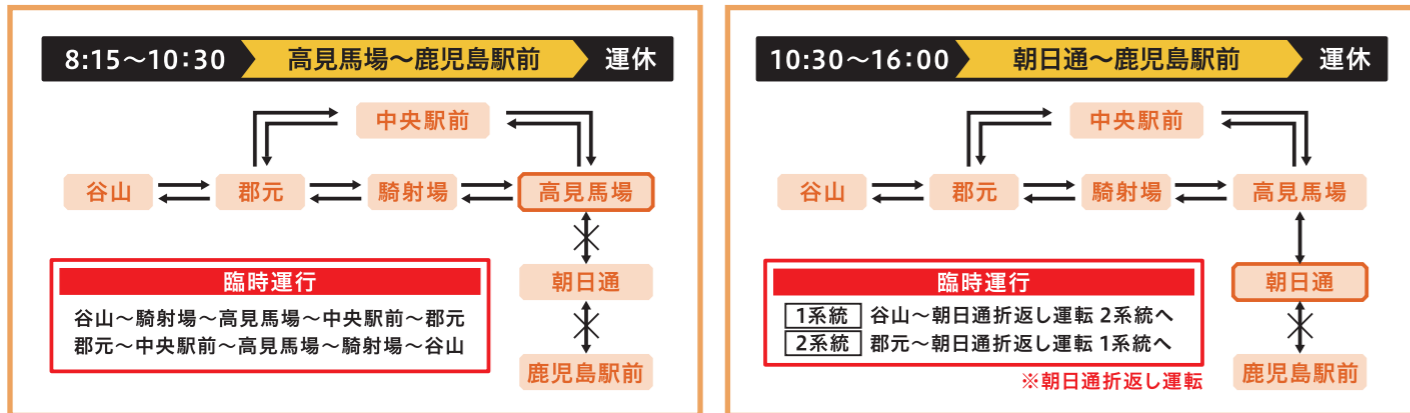 8:15～10:30 高見馬場～鹿児島駅前 運休
中央駅前
谷山 郡元 騎射場 高見馬場
朝日通
鹿児島駅前
臨時運行
谷山～騎射場～高見馬場～中央駅前～郡元
郡元～中央駅前～高見馬場～騎射場～谷山
10:30～16:00 朝日通～鹿児島駅前 運休
中央駅前
谷山 郡元 騎射場 高見馬場
朝日通
鹿児島駅前
臨時運行
1系統 谷山～朝日通折返し運転 2系統へ
2系統 郡元～朝日通折返し運転 1系統へ
※朝日通折返し運転